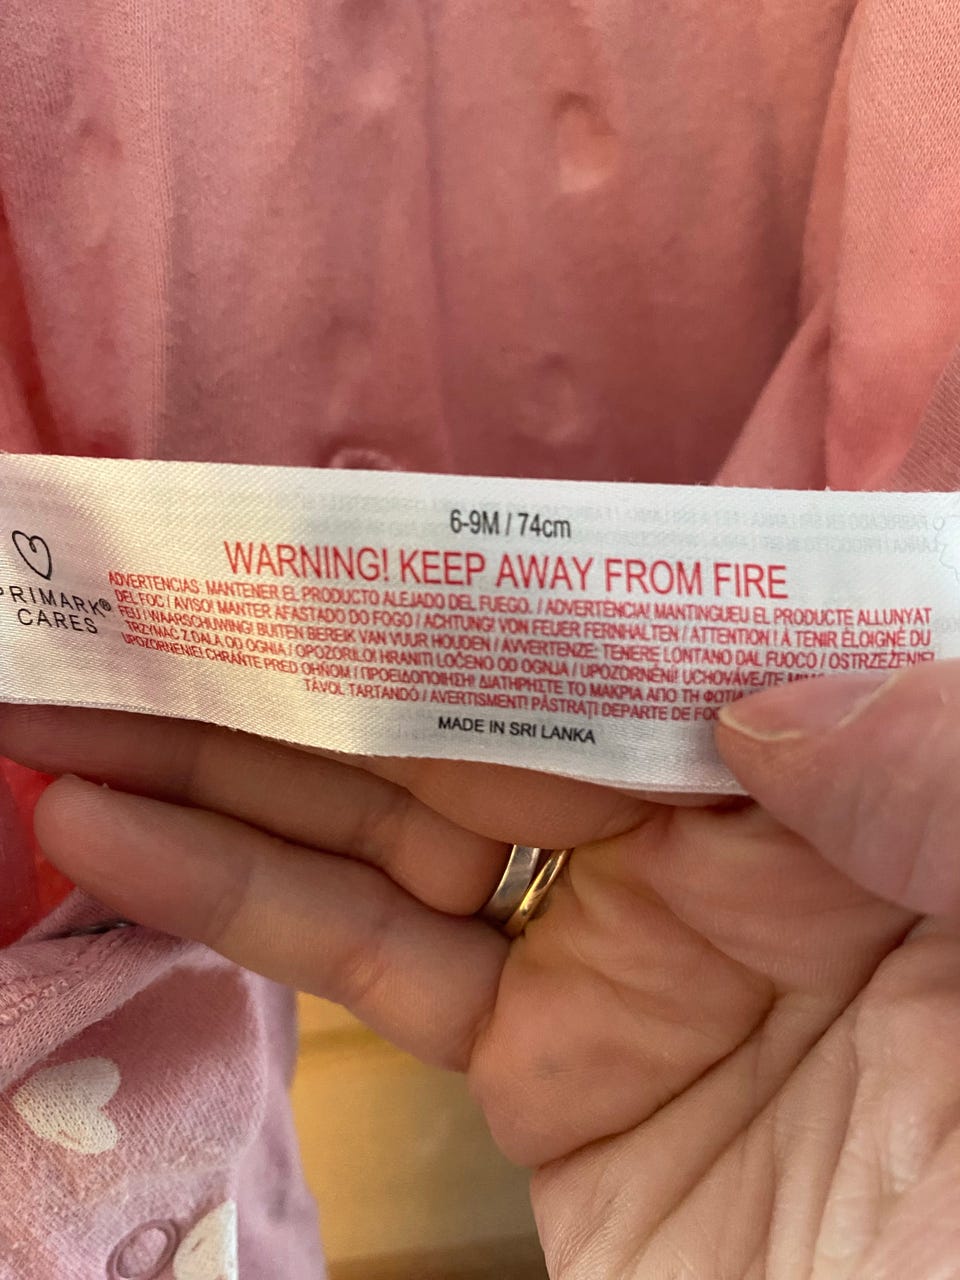 6-9M / 74cm
WARNING! KEEP AWAY FROM FIRE
ADVERTENCIAS: MANTENER EL PRODUCTO ALEJADO DEL FUEGO. / ADVERTÈNCIA! MANTINGUEU EL PRODUCTE ALLUNYAT
DEL FOC / AVISO! MANTER AFASTADO DO FOGO / ACHTUNG! VON FEUER FERNHALTEN / ATTENTION ! À TENIR ÉLOIGNÉ DU
FEU / WAARSCHUWING! BUITEN BEREIK VAN VUUR HOUDEN / AVVERTENZE: TENERE LONTANO DAL FUOCO / OSTRZEŻENIE!
TRZYMAĆ Z DALA OD OGNIA / OPOZORILO! HRANITI LOČENO OD OGNJA / UPOZORNĚNÍ! UCHOVÁVEJTE
UPOZORNENIE! CHRÁŇTE PRED OHŇOM / ΠΡΟΕΙΔΟΠΟΙΗΣΗ! ΔΙΑΤΗΡΗΣΤΕ ΤΟ ΜΑΚΡΙΑ ΑΠΟ ΤΗ ΦΩΤΙΑ
TÁVOL TARTANDÓ / AVERTISMENT! PĂSTRAȚI DEPARTE DE
MADE IN SRI LANKA
PRIMARK®
CARES